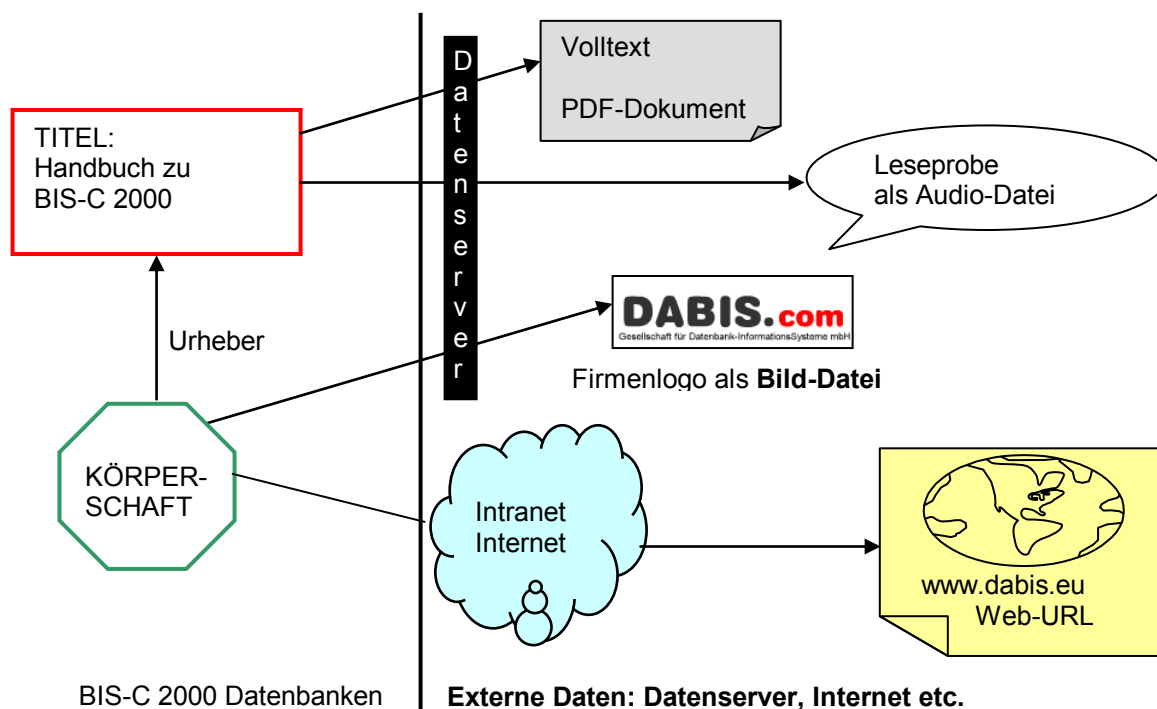 Datenserver
Volltext
PDF-Dokument
TITEL:
Handbuch zu
BIS-C 2000
Leseprobe
als Audio-Datei
DABIS.com
Gesellschaft für Datenbank-InformationsSysteme mbH
Firmenlogo als Bild-Datei
Urheber
KÖRPER-
SCHAFT
Intranet
Internet
www.dabis.eu
Web-URL
BIS-C 2000 Datenbanken
Externe Daten: Datenserver, Internet etc.